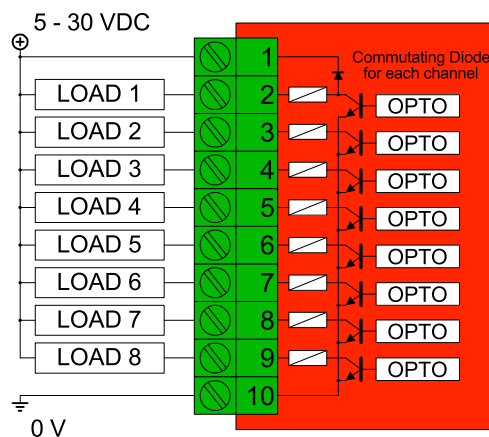 5 - 30 VDC
Commutating Diode
for each channel
1
LOAD 1 2 OPTO
LOAD 2 3 OPTO
LOAD 3 4 OPTO
LOAD 4 5 OPTO
LOAD 5 6 OPTO
LOAD 6 7 OPTO
LOAD 7 8 OPTO
LOAD 8 9 OPTO
10
0 V